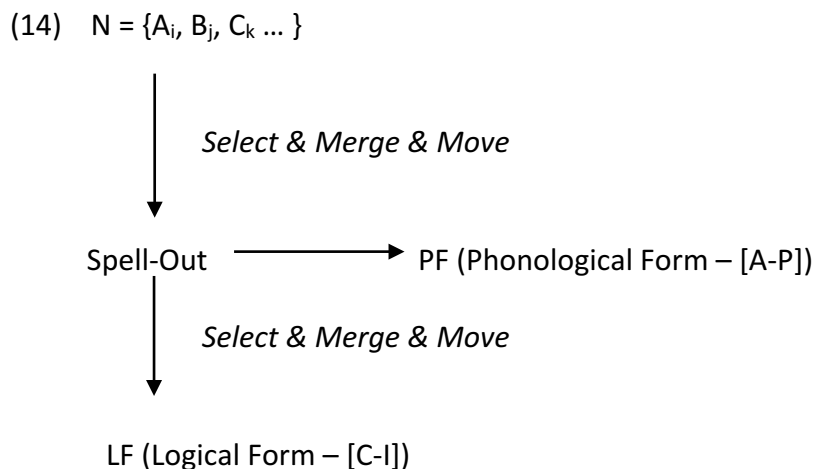 (14) N = {Aᵢ, Bⱼ, Cₖ … }
Select & Merge & Move
Spell-Out PF (Phonological Form – [A-P])
Select & Merge & Move
LF (Logical Form – [C-I])